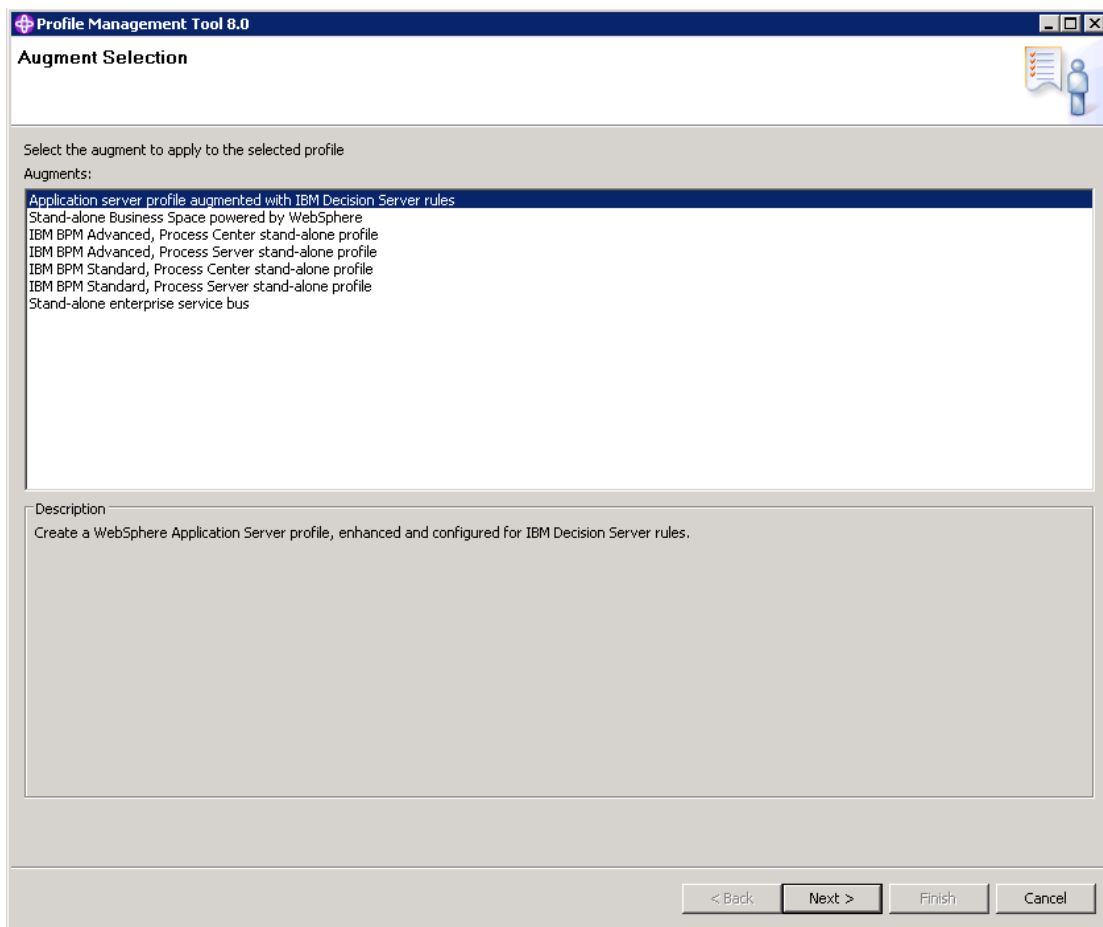 Profile Management Tool 8.0
Augment Selection
Select the augment to apply to the selected profile
Augments:
Application server profile augmented with IBM Decision Server rules
Stand-alone Business Space powered by WebSphere
IBM BPM Advanced, Process Center stand-alone profile
IBM BPM Advanced, Process Server stand-alone profile
IBM BPM Standard, Process Center stand-alone profile
IBM BPM Standard, Process Server stand-alone profile
Stand-alone enterprise service bus
Description
Create a WebSphere Application Server profile, enhanced and configured for IBM Decision Server rules.
< Back Next > Finish Cancel